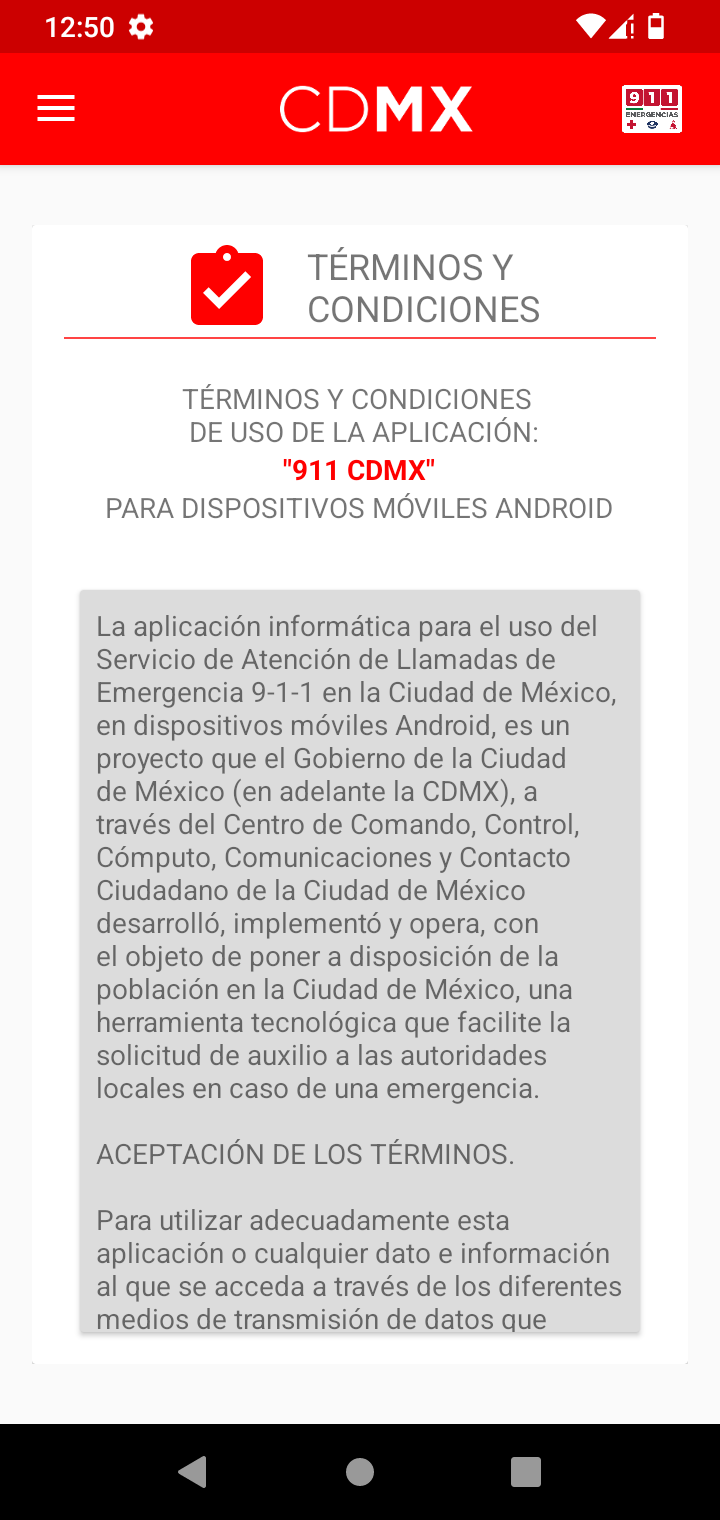 12:50
CDMX
911
EMERGENCIAS
TÉRMINOS Y
CONDICIONES
TÉRMINOS Y CONDICIONES
DE USO DE LA APLICACIÓN:
"911 CDMX"
PARA DISPOSITIVOS MÓVILES ANDROID
La aplicación informática para el uso del
Servicio de Atención de Llamadas de
Emergencia 9-1-1 en la Ciudad de México,
en dispositivos móviles Android, es un
proyecto que el Gobierno de la Ciudad
de México (en adelante la CDMX), a
través del Centro de Comando, Control,
Cómputo, Comunicaciones y Contacto
Ciudadano de la Ciudad de México
desarrolló, implementó y opera, con
el objeto de poner a disposición de la
población en la Ciudad de México, una
herramienta tecnológica que facilite la
solicitud de auxilio a las autoridades
locales en caso de una emergencia.
ACEPTACIÓN DE LOS TÉRMINOS.
Para utilizar adecuadamente esta
aplicación o cualquier dato e información
al que se acceda a través de los diferentes
medios de transmisión de datos que